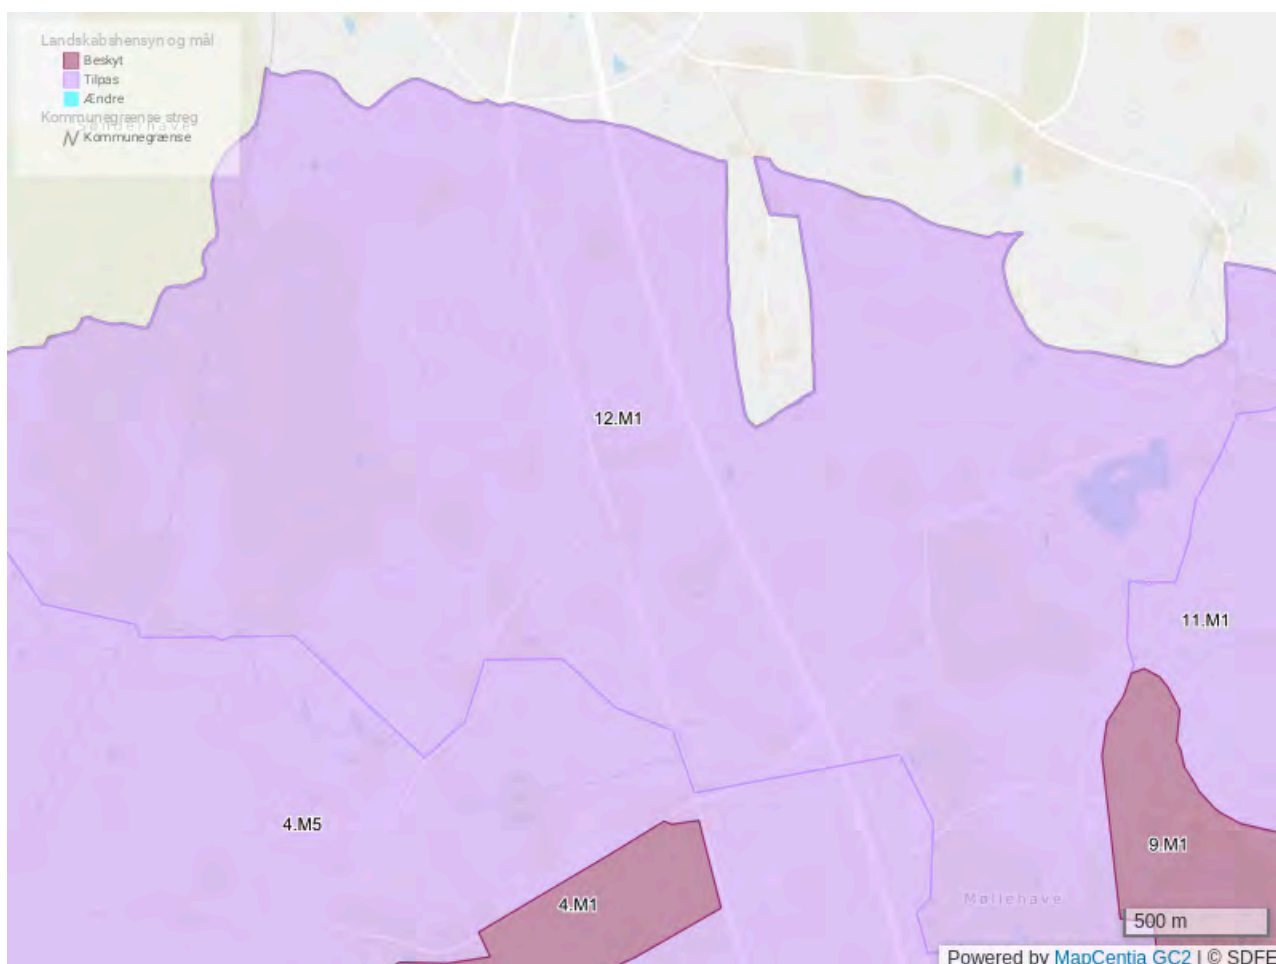 Landskabshensyn og mål
Beskyt
Tilpas
Ændre
Kommunegrænse streg
Sønderhave
Kommunegrænse
12.M1
11.M1
4.M5
9.M1
4.M1
Møllehave
500 m
Powered by MapCentia GC2 | © SDFE